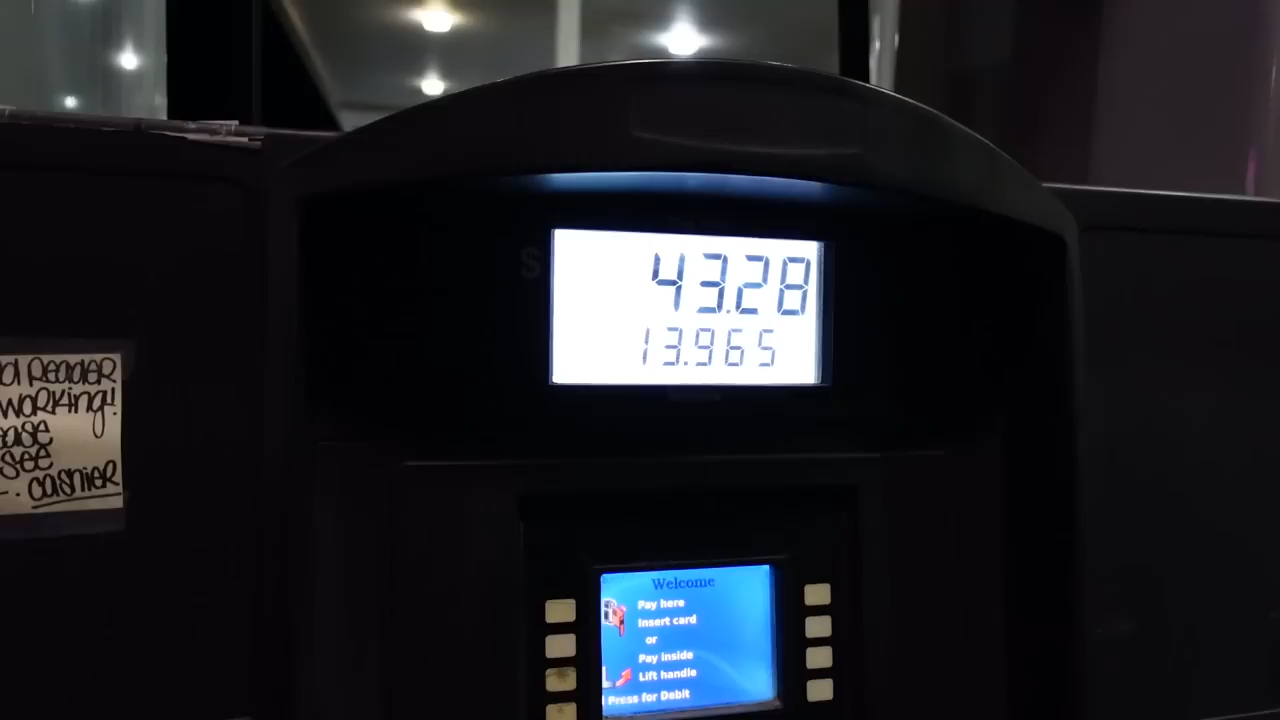 $
43.28
13.965
Reader
working!
see
cashier
Welcome
Pay here
Insert card
or
Pay inside
Lift handle
Press for Debit